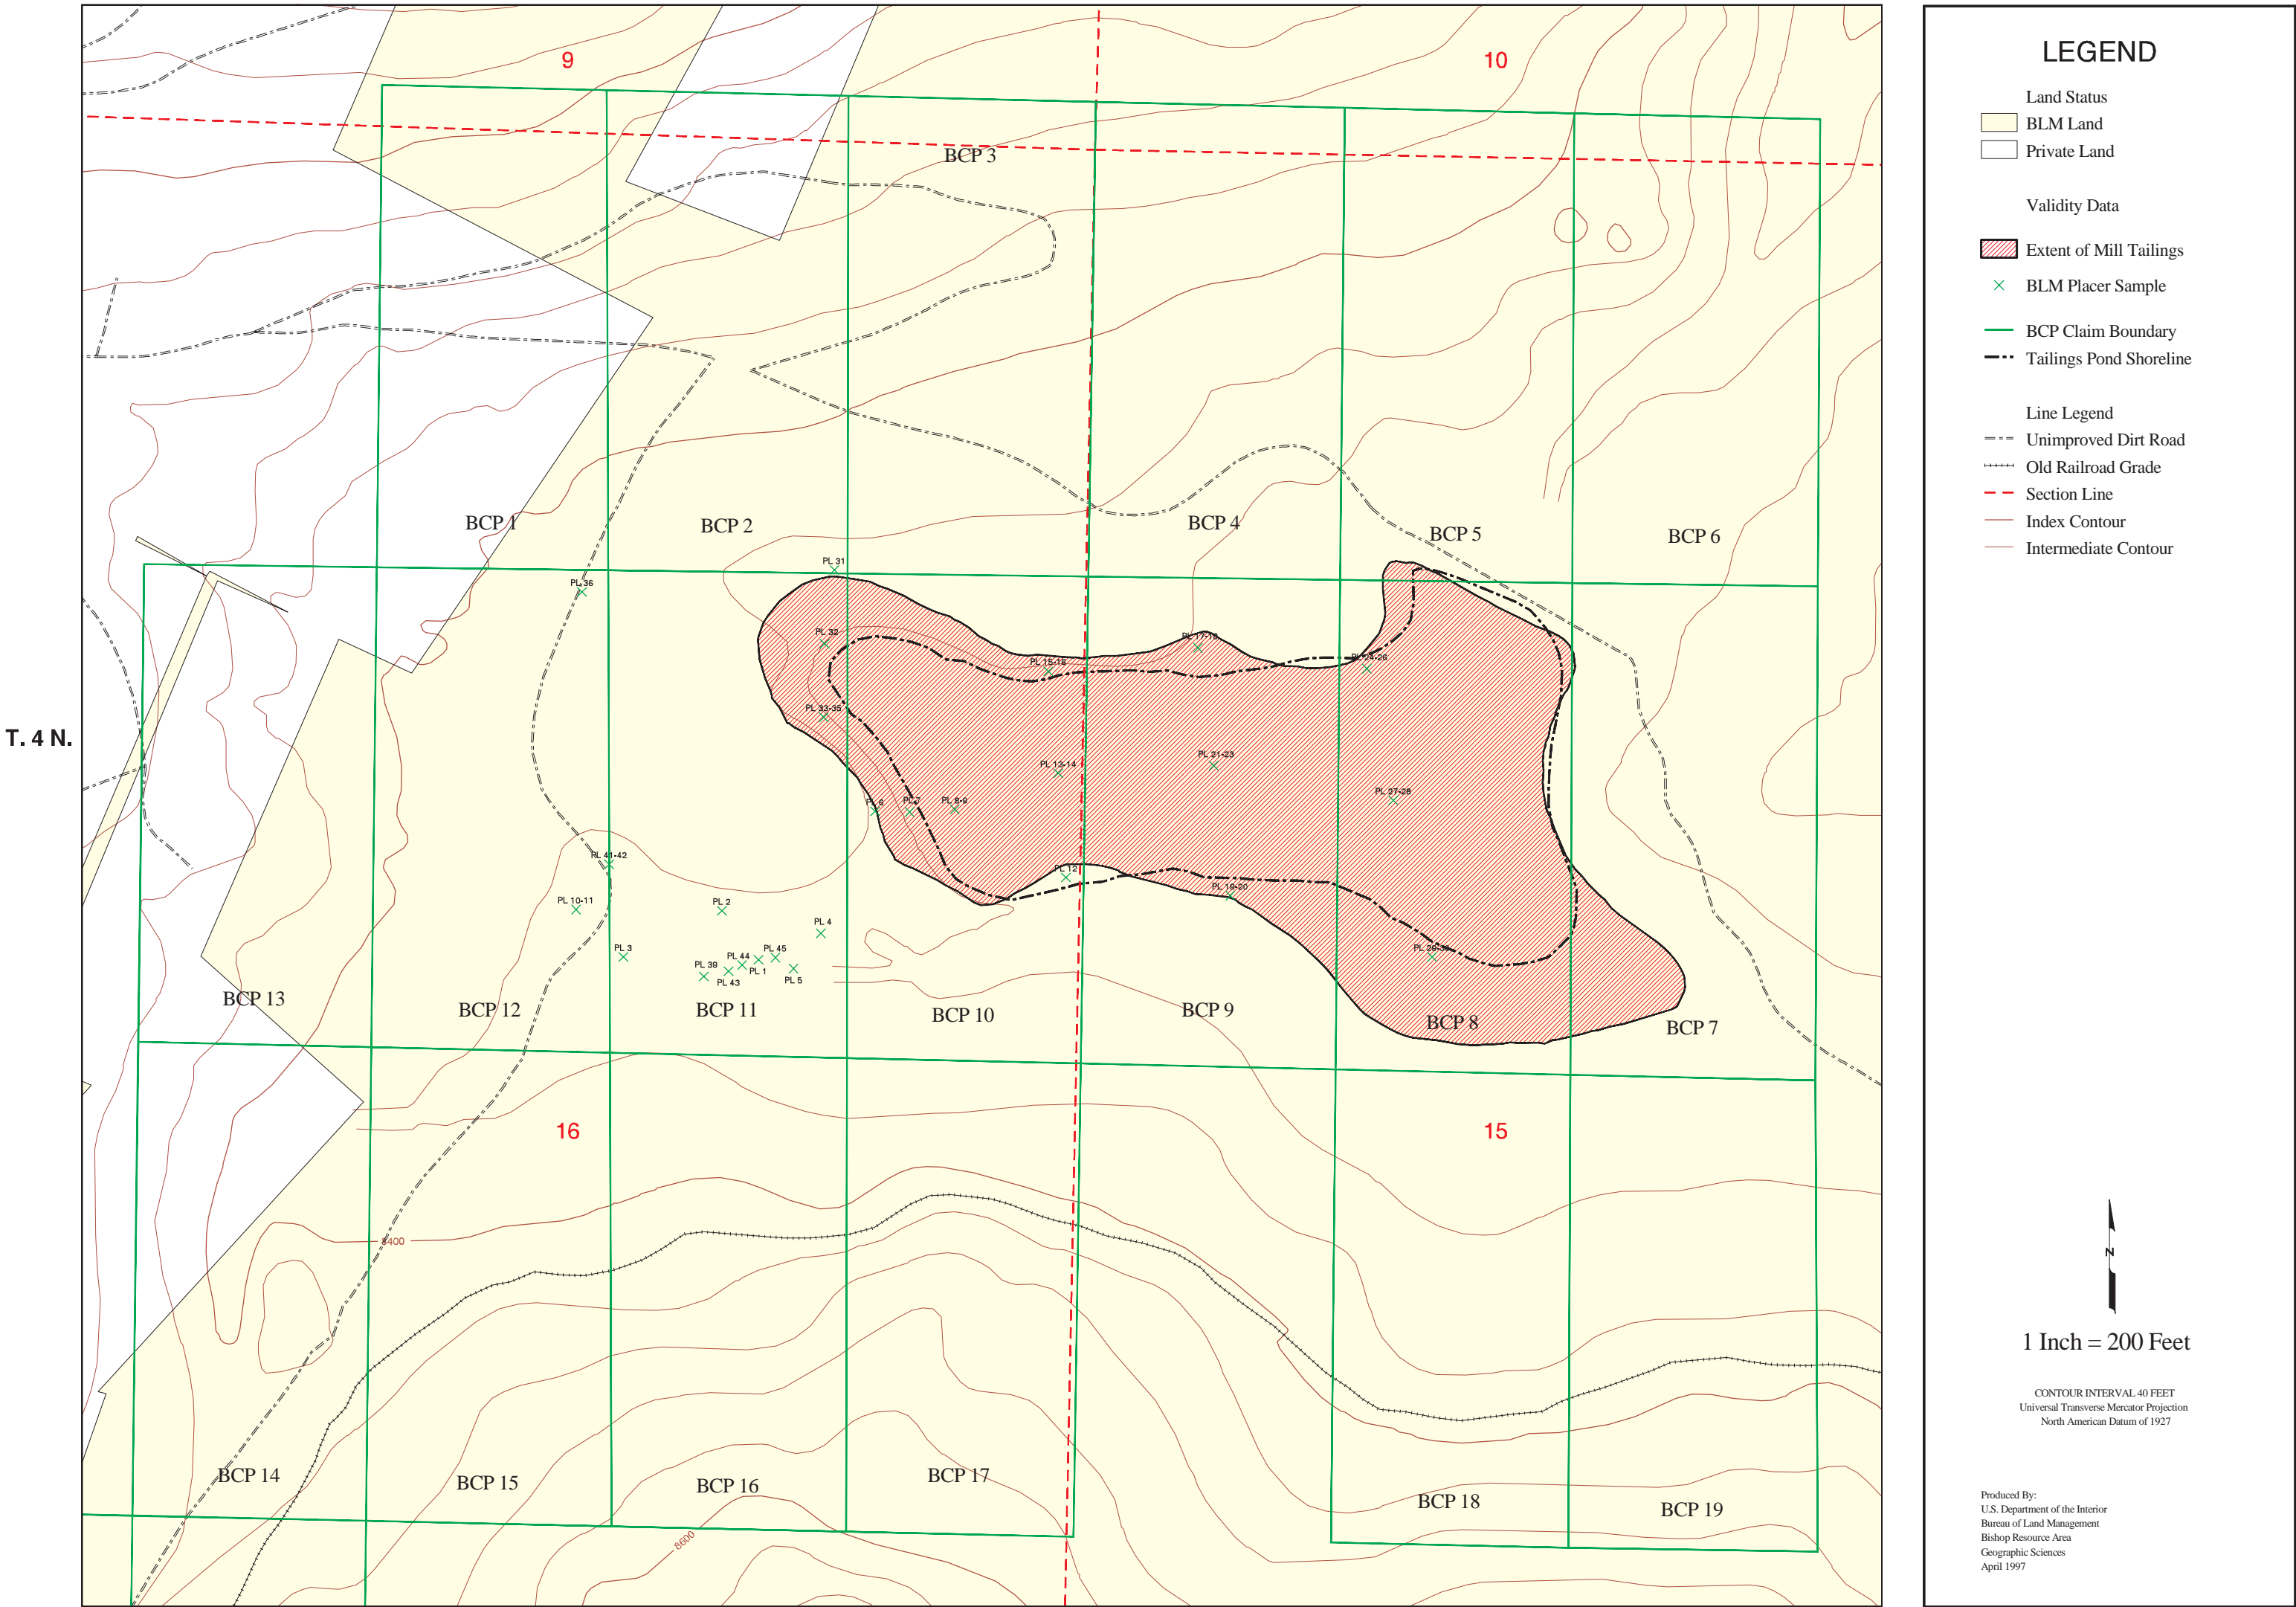 9
10
BCP 3
BCP 1
BCP 2
BCP 4
BCP 5
BCP 6
PL 31
PL 36
PL 32
PL 15-16
PL 24-26
PL 33-35
T. 4 N.
PL 21-23
PL 13-14
PL 27-28
PL 6
PL 7
PL 8-9
PL 41-42
PL 12
PL 19-20
PL 10-11
PL 2
PL 4
PL 3
PL 45
PL 44
PL 39
PL 1
PL 43
PL 5
BCP 13
BCP 12
BCP 11
BCP 10
BCP 9
BCP 8
BCP 7
16
15
8400
BCP 14
BCP 15
BCP 16
BCP 17
BCP 18
BCP 19
8600
LEGEND
Land Status
BLM Land
Private Land
Validity Data
Extent of Mill Tailings
BLM Placer Sample
BCP Claim Boundary
Tailings Pond Shoreline
Line Legend
Unimproved Dirt Road
Old Railroad Grade
Section Line
Index Contour
Intermediate Contour
N
1 Inch = 200 Feet
CONTOUR INTERVAL 40 FEET
Universal Transverse Mercator Projection
North American Datum of 1927
Produced By:
U.S. Department of the Interior
Bureau of Land Management
Bishop Resource Area
Geographic Sciences
April 1997